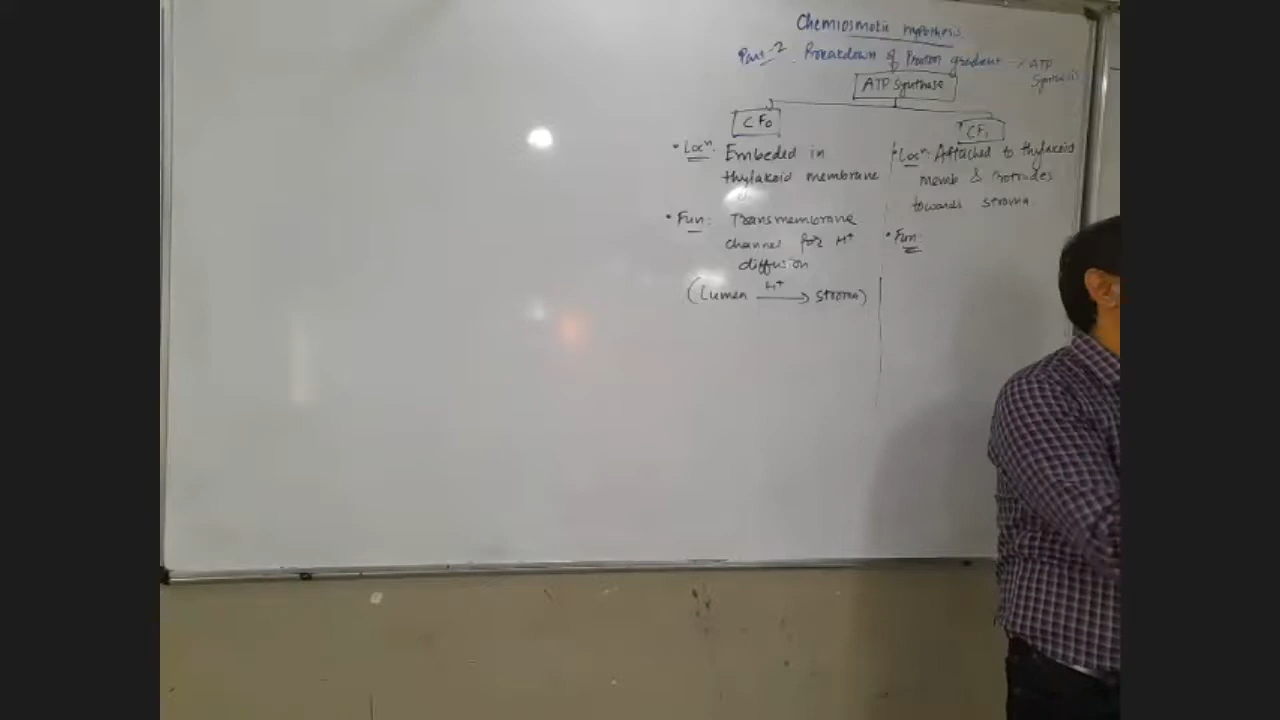 Chemiosmotic Hypothesis
Part-2. Breakdown of Proton gradient → ATP
Synthesis
ATP Synthase
CF0
CF1
• Locn: Embeded in
thylakoid membrane
• Fun: Transmembrane
channel for H+
diffusion
(Lumen H+ → stroma)
• Locn: Attached to thylakoid
memb & Protrudes
towards stroma.
• Fun: